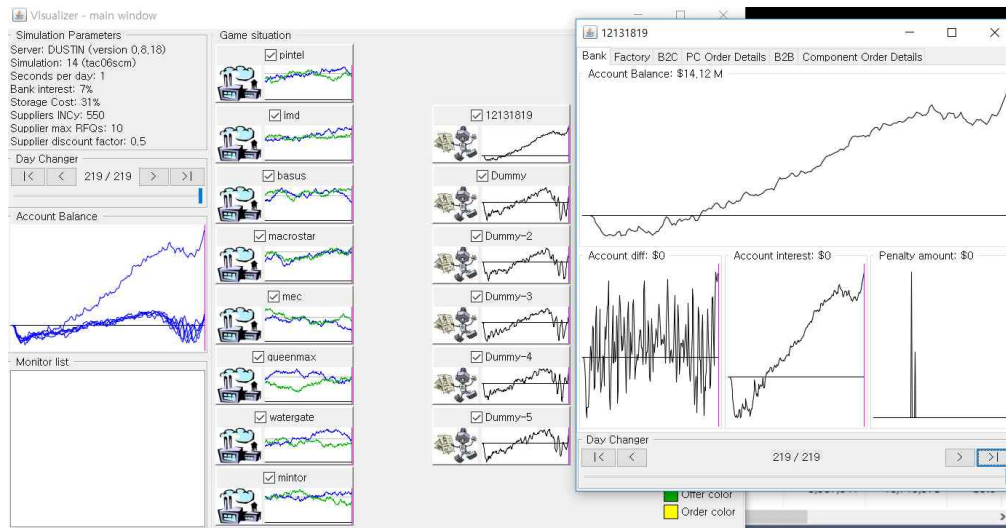 Visualizer - main window
Simulation Parameters
Server: DUSTIN (version 0,8,18)
Simulation: 14 (tac06scm)
Seconds per day: 1
Bank interest: 7%
Storage Cost: 31%
Suppliers INCy: 550
Supplier max RFQs: 10
Supplier discount factor: 0,5
Day Changer
|< < 219 / 219 > >|
Account Balance
Monitor list
Game situation
pintel
imd
basus
macrostar
mec
queenmax
watergate
mintor
12131819
Dummy
Dummy-2
Dummy-3
Dummy-4
Dummy-5
Offer color
Order color
12131819
Bank Factory B2C PC Order Details B2B Component Order Details
Account Balance: $14,12 M
Account diff: $0 Account interest: $0 Penalty amount: $0
Day Changer
|< < 219 / 219 > >|